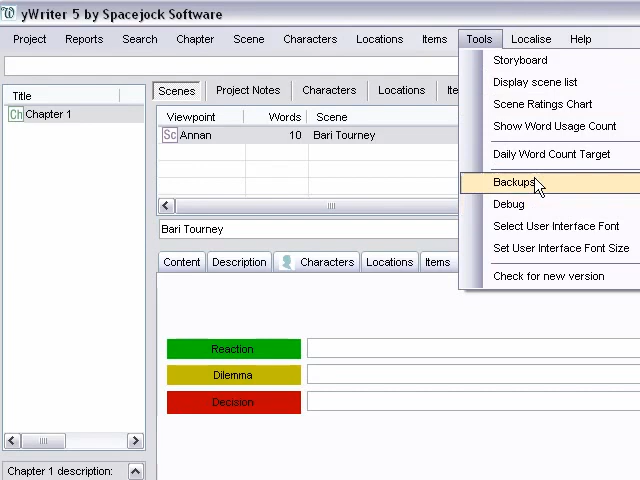 yWriter 5 by Spacejock Software
Project Reports Search Chapter Scene Characters Locations Items Tools Localise Help
Storyboard
Display scene list
Scene Ratings Chart
Show Word Usage Count
Daily Word Count Target
Backups
Debug
Select User Interface Font
Set User Interface Font Size
Check for new version
Title
Ch Chapter 1
Chapter 1 description:
Scenes Project Notes Characters Locations
Viewpoint Words Scene
Sc Annan 10 Bari Tourney
Bari Tourney
Content Description Characters Locations Items
Reaction
Dilemma
Decision